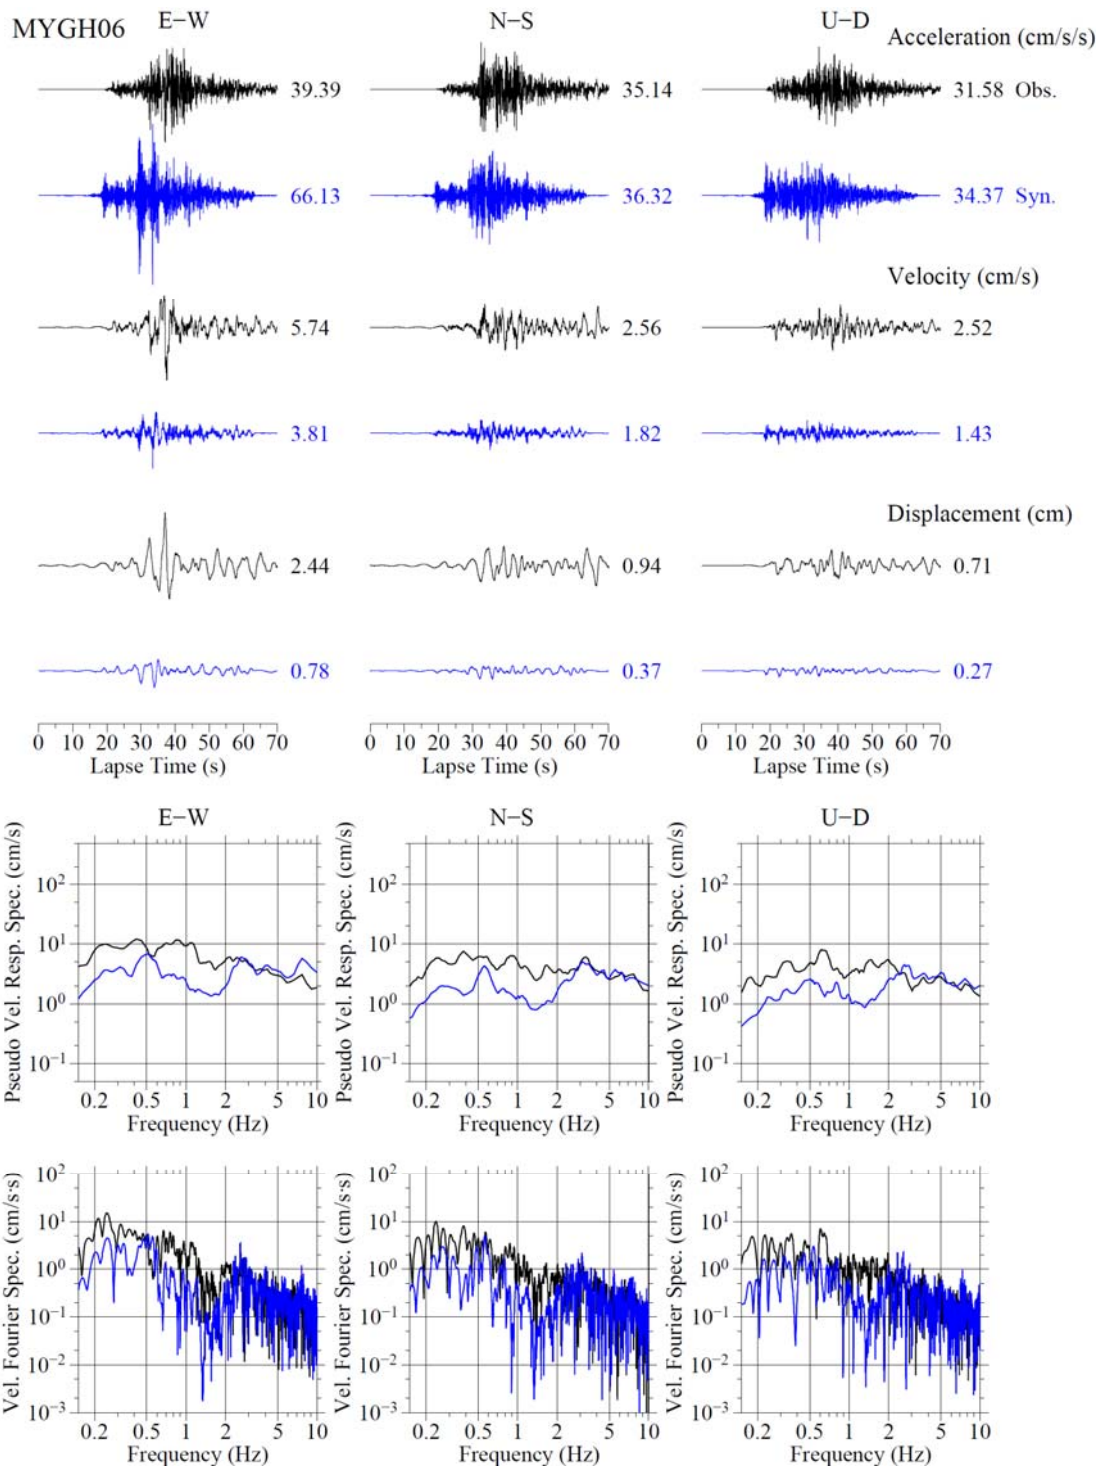 MYGH06
E−W N−S U−D
Acceleration (cm/s/s)
39.39 35.14 31.58 Obs.
66.13 36.32 34.37 Syn.
Velocity (cm/s)
5.74 2.56 2.52
3.81 1.82 1.43
Displacement (cm)
2.44 0.94 0.71
0.78 0.37 0.27
0 10 20 30 40 50 60 70 0 10 20 30 40 50 60 70 0 10 20 30 40 50 60 70
Lapse Time (s) Lapse Time (s) Lapse Time (s)
E−W N−S U−D
Pseudo Vel. Resp. Spec. (cm/s) Pseudo Vel. Resp. Spec. (cm/s) Pseudo Vel. Resp. Spec. (cm/s)
10² 10² 10²
10¹ 10¹ 10¹
10⁰ 10⁰ 10⁰
10⁻¹ 10⁻¹ 10⁻¹
0.2 0.5 1 2 5 10 0.2 0.5 1 2 5 10 0.2 0.5 1 2 5 10
Frequency (Hz) Frequency (Hz) Frequency (Hz)
Vel. Fourier Spec. (cm/s·s) Vel. Fourier Spec. (cm/s·s) Vel. Fourier Spec. (cm/s·s)
10² 10² 10²
10¹ 10¹ 10¹
10⁰ 10⁰ 10⁰
10⁻¹ 10⁻¹ 10⁻¹
10⁻² 10⁻² 10⁻²
10⁻³ 10⁻³ 10⁻³
0.2 0.5 1 2 5 10 0.2 0.5 1 2 5 10 0.2 0.5 1 2 5 10
Frequency (Hz) Frequency (Hz) Frequency (Hz)